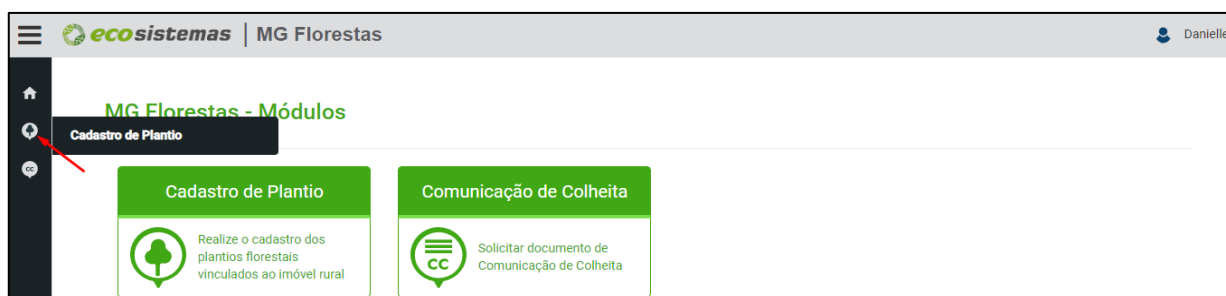 ecosistemas | MG Florestas
Danielle
MG Florestas - Módulos
Cadastro de Plantio
Cadastro de Plantio
Comunicação de Colheita
Realize o cadastro dos
plantios florestais
vinculados ao imóvel rural
CC
Solicitar documento de
Comunicação de Colheita
CC